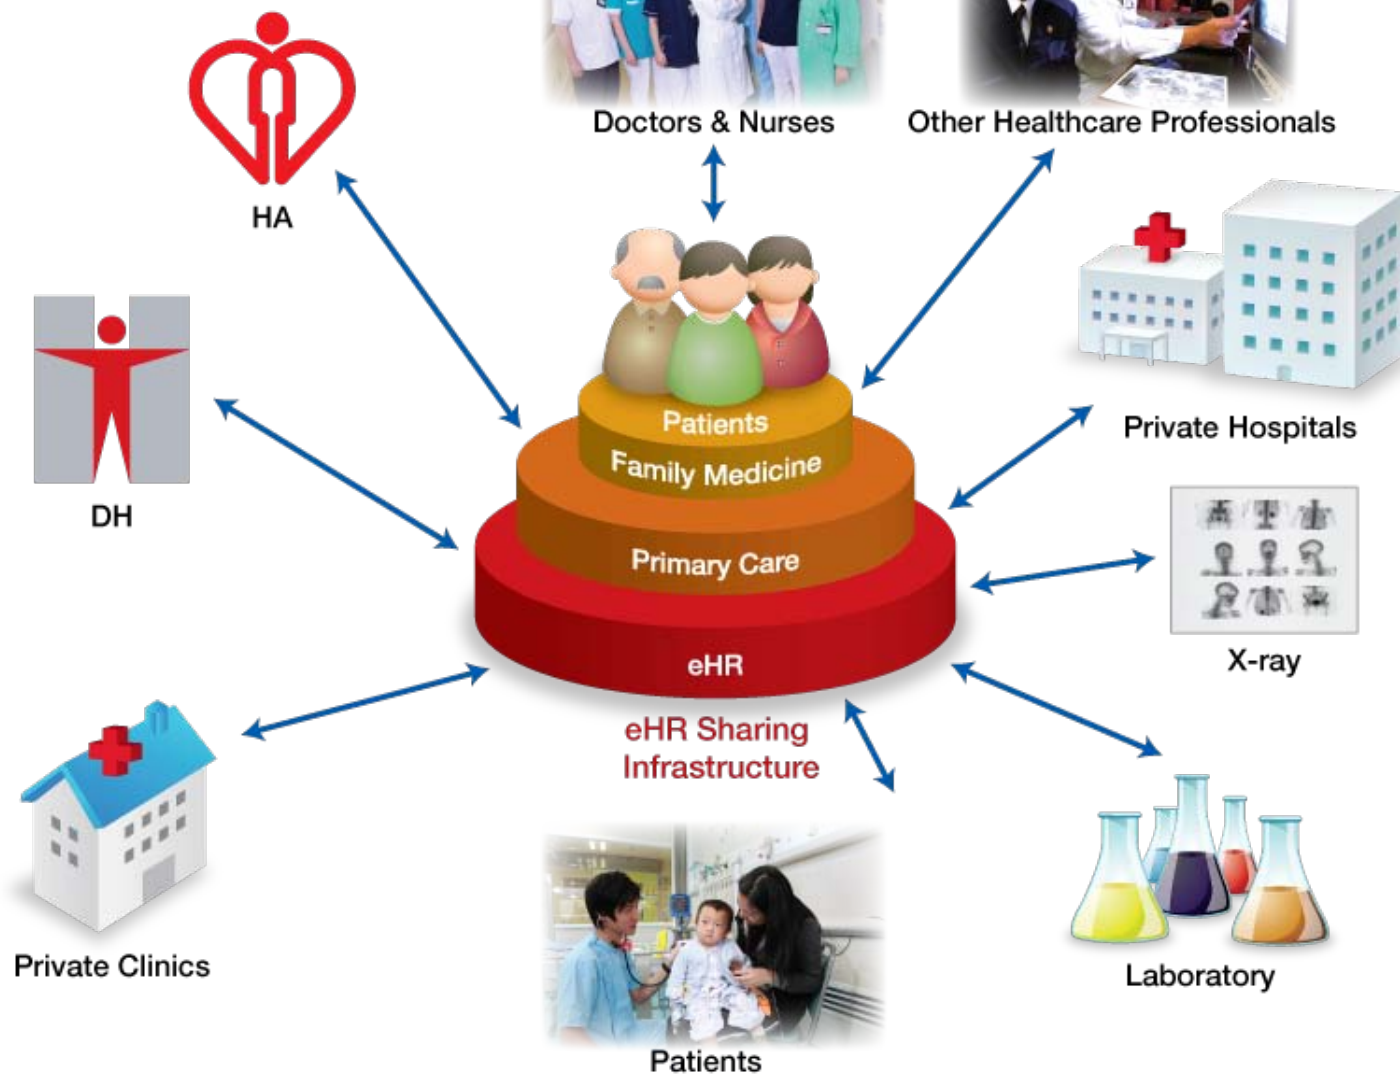 Doctors & Nurses
Other Healthcare Professionals
HA
Private Hospitals
Patients
Family Medicine
DH
Primary Care
X-ray
eHR
eHR Sharing
Infrastructure
Private Clinics
Laboratory
Patients